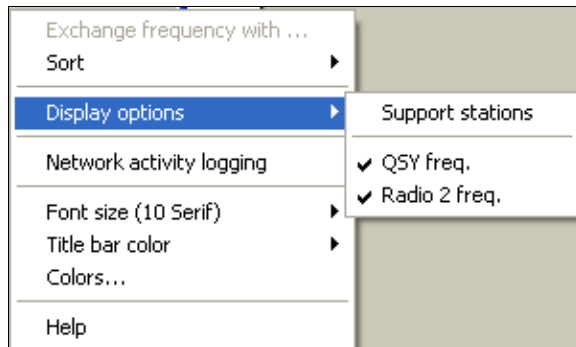 Exchange frequency with ...
Sort
Display options
Support stations
Network activity logging
QSY freq.
Radio 2 freq.
Font size (10 Serif)
Title bar color
Colors...
Help